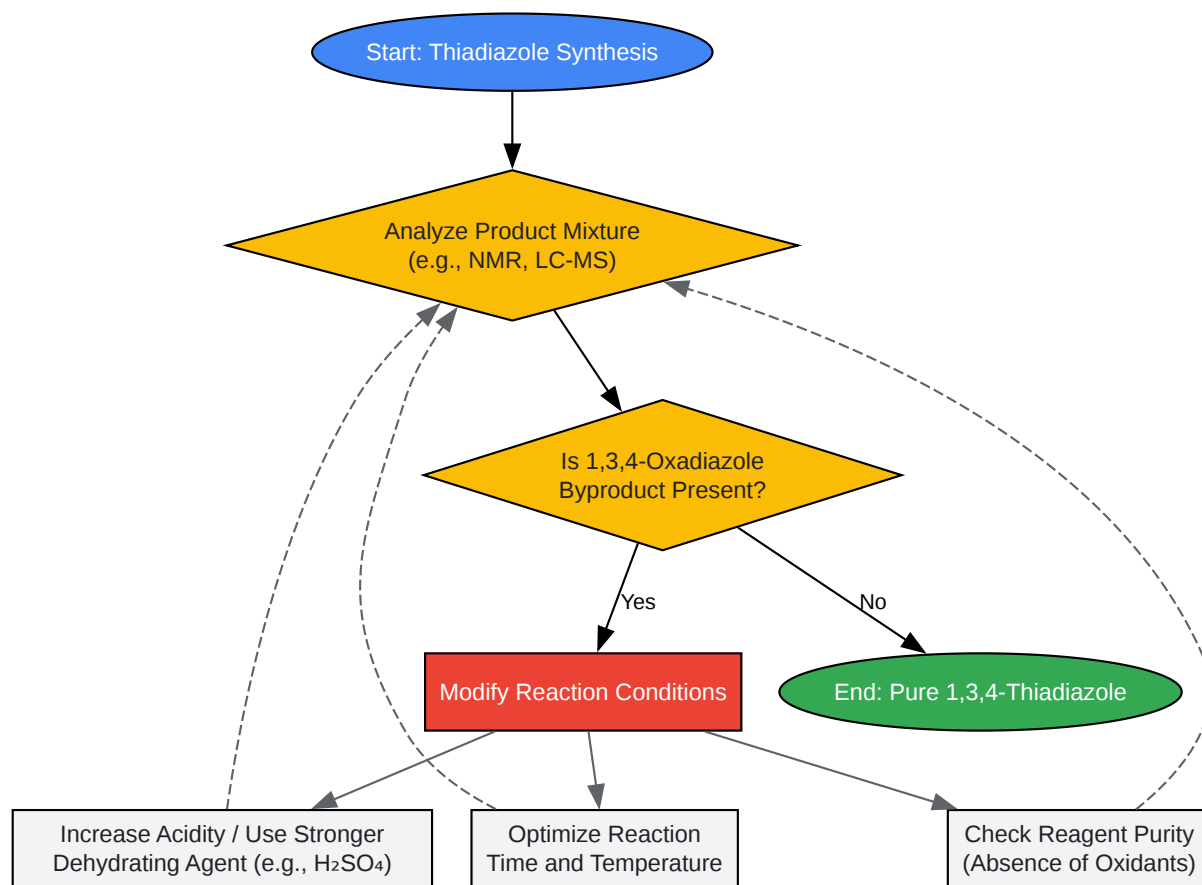 Start: Thiadiazole Synthesis
Analyze Product Mixture
(e.g., NMR, LC-MS)
Is 1,3,4-Oxadiazole
Byproduct Present?
Yes
No
Modify Reaction Conditions
End: Pure 1,3,4-Thiadiazole
Increase Acidity / Use Stronger
Dehydrating Agent (e.g., H₂SO₄)
Optimize Reaction
Time and Temperature
Check Reagent Purity
(Absence of Oxidants)